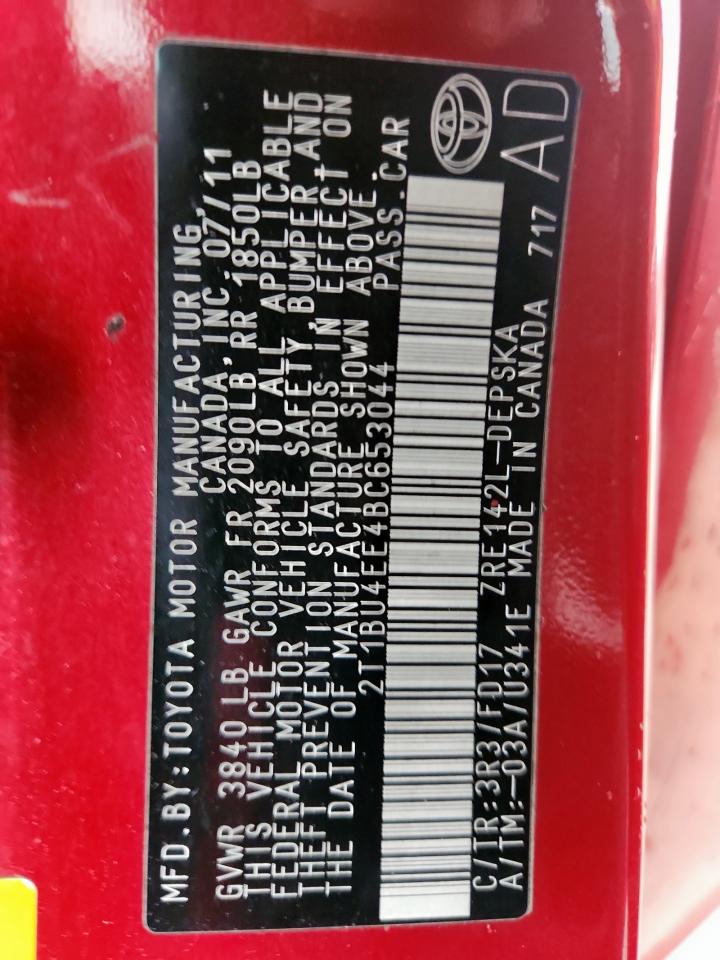 MFD.BY:TOYOTA MOTOR MANUFACTURING,
CANADA, INC. 07/11
GVWR 3840 LB GAWR FR 2090LB, RR 1850LB
THIS VEHICLE CONFORMS TO ALL APPLICABLE
FEDERAL MOTOR VEHICLE SAFETY, BUMPER AND
THEFT PREVENTION STANDARDS IN EFFECT ON
THE DATE OF MANUFACTURE SHOWN ABOVE.
2T1BU4EE4BC653044 PASS.CAR
C/TR:3R3/FD17 ZRE142L-DEPSKA
A/TM:-03A/U341E MADE IN CANADA 717 AD